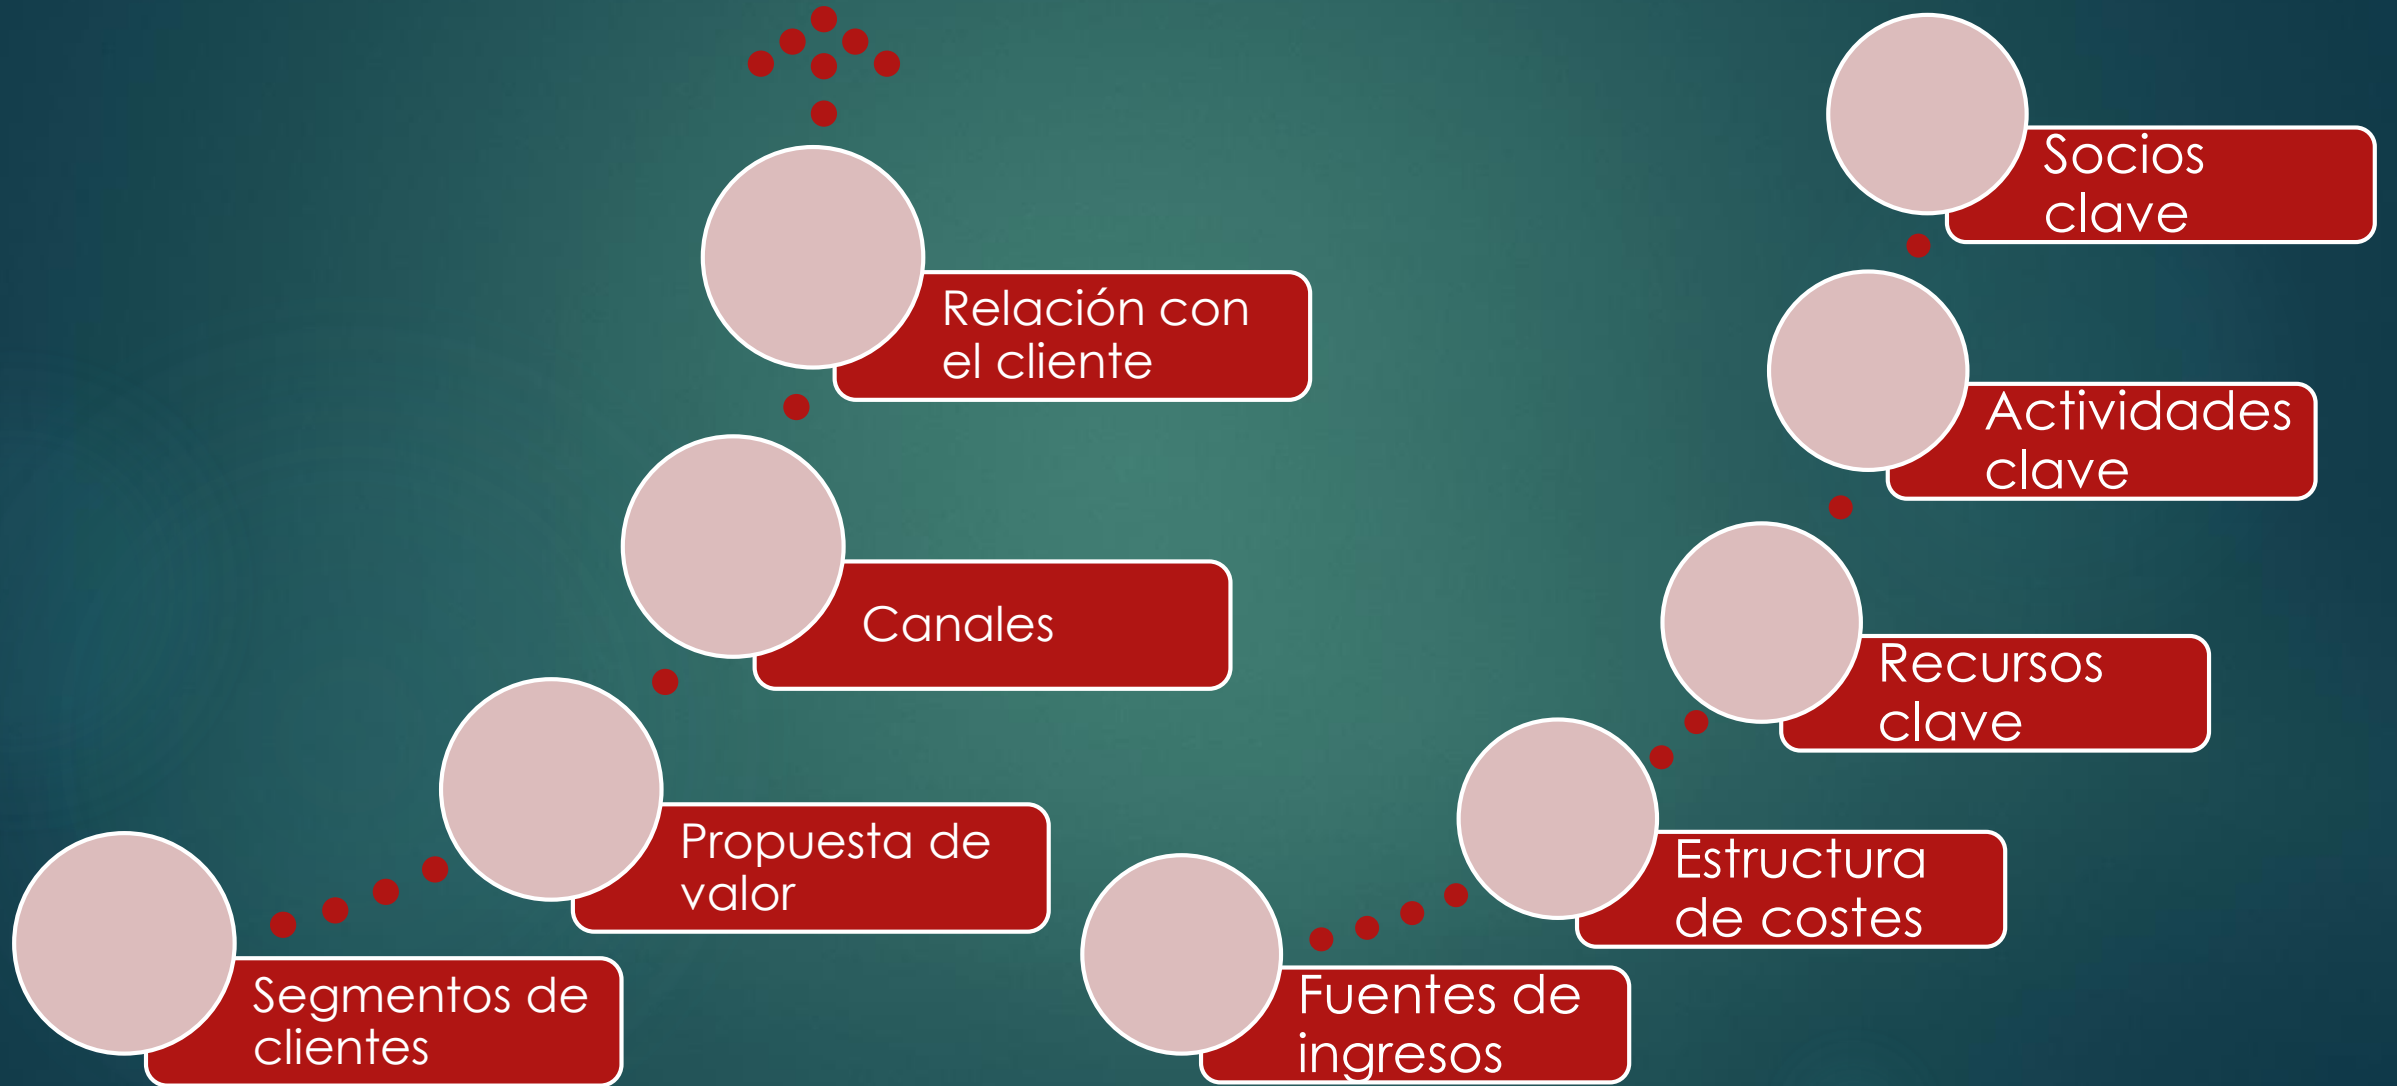 Relación con
el cliente
Canales
Propuesta de
valor
Segmentos de
clientes
Socios
clave
Actividades
clave
Recursos
clave
Estructura
de costes
Fuentes de
ingresos